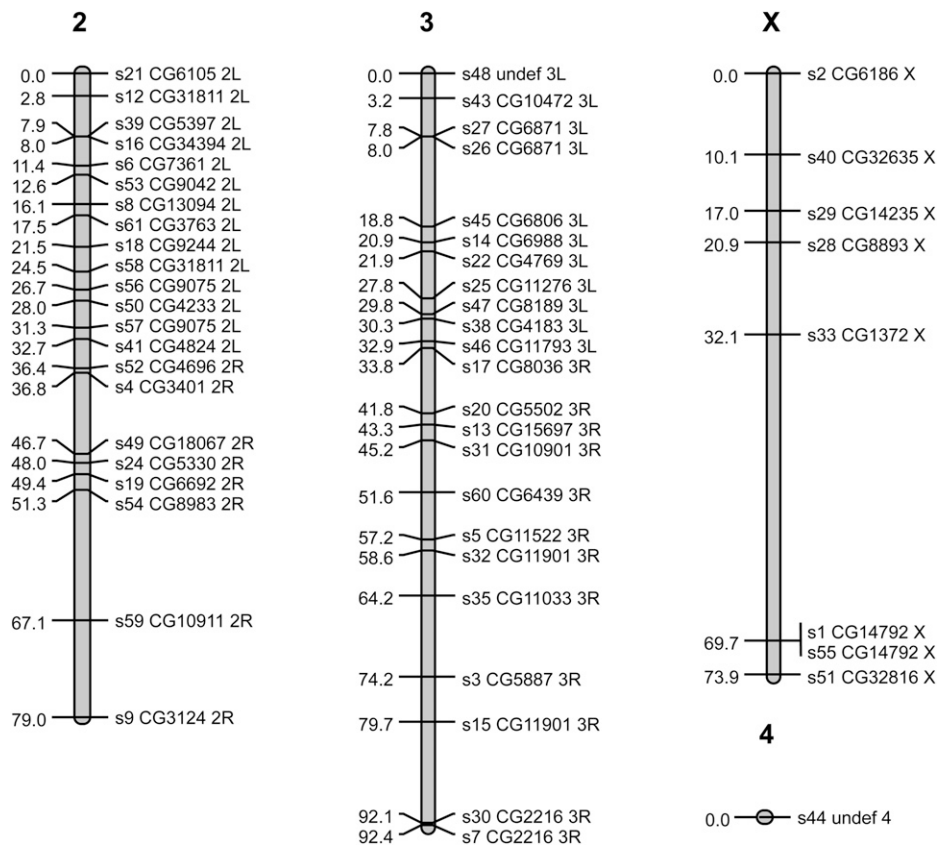 2
0.0 s21 CG6105 2L
2.8 s12 CG31811 2L
7.9 s39 CG5397 2L
8.0 s16 CG34394 2L
11.4 s6 CG7361 2L
12.6 s53 CG9042 2L
16.1 s8 CG13094 2L
17.5 s61 CG3763 2L
21.5 s18 CG9244 2L
24.5 s58 CG31811 2L
26.7 s56 CG9075 2L
28.0 s50 CG4233 2L
31.3 s57 CG9075 2L
32.7 s41 CG4824 2L
36.4 s52 CG4696 2R
36.8 s4 CG3401 2R
46.7 s49 CG18067 2R
48.0 s24 CG5330 2R
49.4 s19 CG6692 2R
51.3 s54 CG8983 2R
67.1 s59 CG10911 2R
79.0 s9 CG3124 2R
3
0.0 s48 undef 3L
3.2 s43 CG10472 3L
7.8 s27 CG6871 3L
8.0 s26 CG6871 3L
18.8 s45 CG6806 3L
20.9 s14 CG6988 3L
21.9 s22 CG4769 3L
27.8 s25 CG11276 3L
29.8 s47 CG8189 3L
30.3 s38 CG4183 3L
32.9 s46 CG11793 3L
33.8 s17 CG8036 3R
41.8 s20 CG5502 3R
43.3 s13 CG15697 3R
45.2 s31 CG10901 3R
51.6 s60 CG6439 3R
57.2 s5 CG11522 3R
58.6 s32 CG11901 3R
64.2 s35 CG11033 3R
74.2 s3 CG5887 3R
79.7 s15 CG11901 3R
92.1 s30 CG2216 3R
92.4 s7 CG2216 3R
X
0.0 s2 CG6186 X
10.1 s40 CG32635 X
17.0 s29 CG14235 X
20.9 s28 CG8893 X
32.1 s33 CG1372 X
69.7 s1 CG14792 X
s55 CG14792 X
73.9 s51 CG32816 X
4
0.0 s44 undef 4